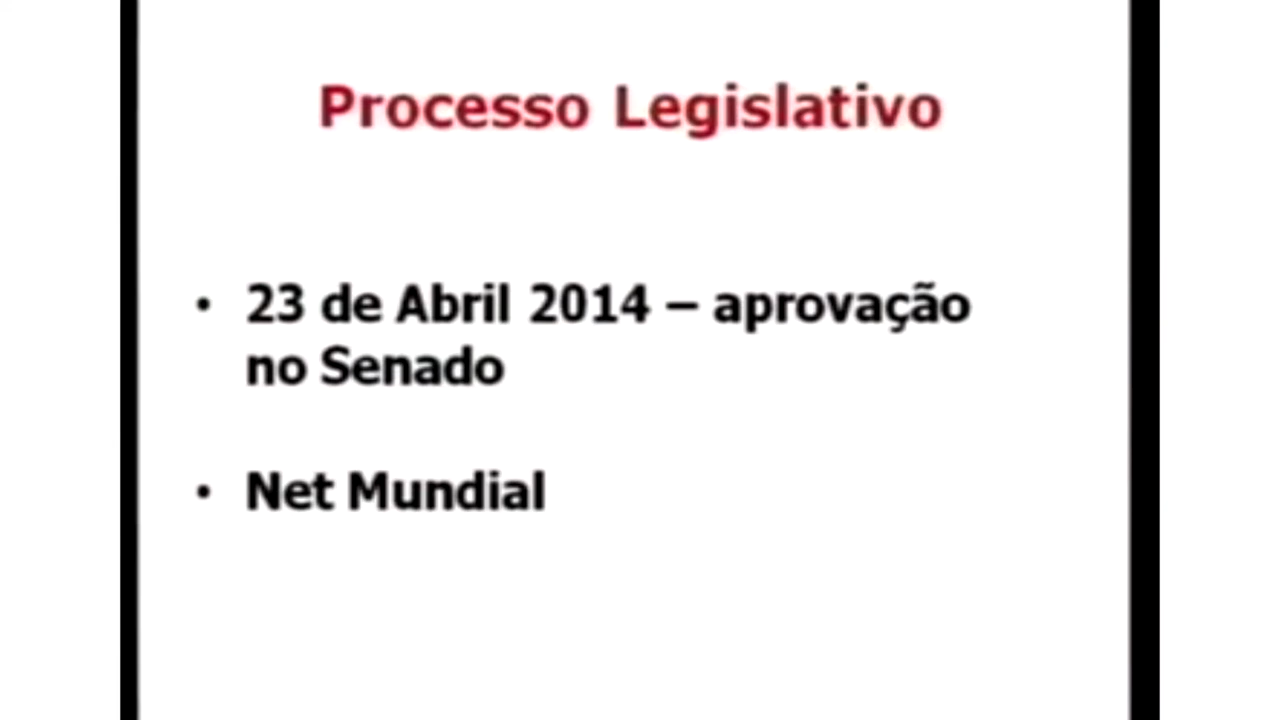 Processo Legislativo
• 23 de Abril 2014 – aprovação
no Senado
• Net Mundial